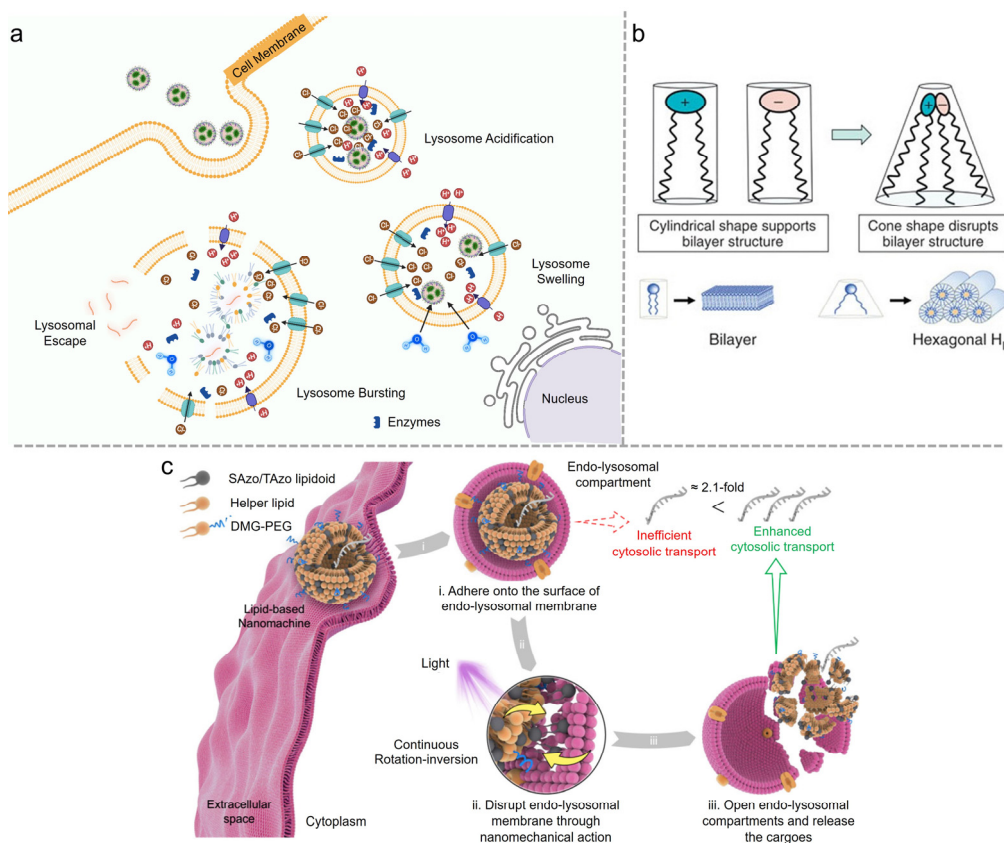 a
Cell Membrane
Lysosome Acidification
Lysosome
Swelling
Lysosomal
Escape
Lysosome Bursting
Enzymes
Nucleus
b
+
−
+ −
Cylindrical shape supports
bilayer structure
Cone shape disrupts
bilayer structure
Bilayer
Hexagonal H
c
SAzo/TAzo lipidoid
Helper lipid
DMG-PEG
Lipid-based
Nanomachine
Extracellular
space
Cytoplasm
i
Endo-lysosomal
compartment
i. Adhere onto the surface of
endo-lysosomal membrane
≈ 2.1-fold
<
Inefficient
cytosolic transport
Enhanced
cytosolic transport
ii
Light
Continuous
Rotation-inversion
ii. Disrupt endo-lysosomal
membrane through
nanomechanical action
iii
iii. Open endo-lysosomal
compartments and release
the cargoes